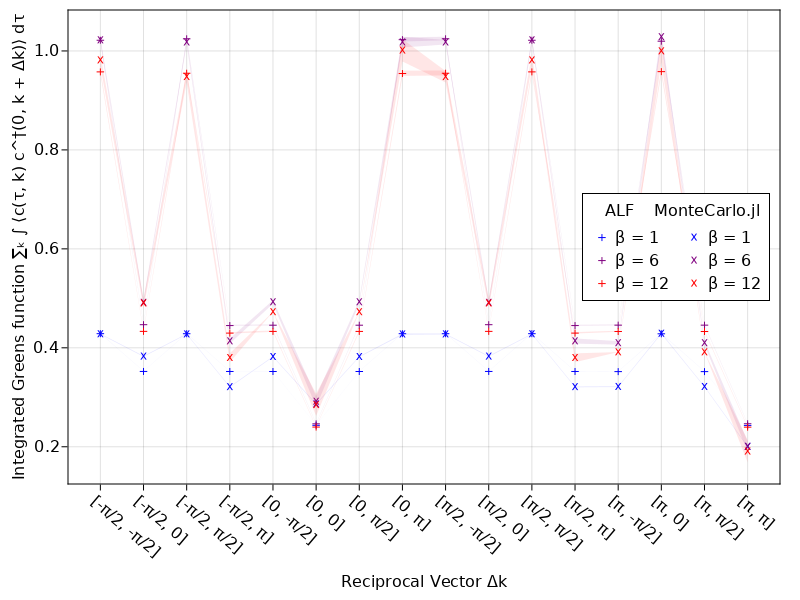 Integrated Greens function ∑ₖ ∫ ⟨c(τ, k) c^†(0, k + Δk)⟩ dτ
1.0
0.8
0.6
0.4
0.2
ALF MonteCarlo.jl
β = 1 β = 1
β = 6 β = 6
β = 12 β = 12
[-π/2, -π/2]
[-π/2, 0]
[-π/2, π/2]
[-π/2, π]
[0, -π/2]
[0, 0]
[0, π/2]
[0, π]
[π/2, -π/2]
[π/2, 0]
[π/2, π/2]
[π/2, π]
[π, -π/2]
[π, 0]
[π, π/2]
[π, π]
Reciprocal Vector Δk